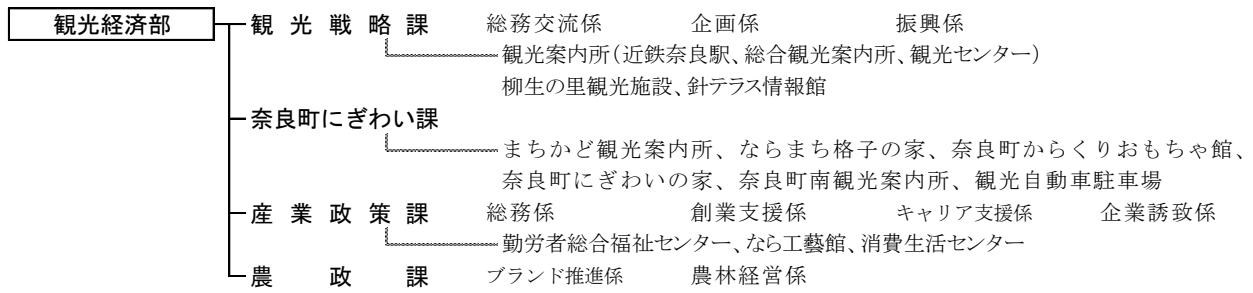 観光経済部 観光戦略課 総務交流係 企画係 振興係
観光案内所(近鉄奈良駅、総合観光案内所、観光センター)
柳生の里観光施設、針テラス情報館
奈良町にぎわい課
まちかど観光案内所、ならまち格子の家、奈良町からくりおもちゃ館、
奈良町にぎわいの家、奈良町南観光案内所、観光自動車駐車場
産業政策課 総務係 創業支援係 キャリア支援係 企業誘致係
勤労者総合福祉センター、なら工藝館、消費生活センター
農政課 ブランド推進係 農林経営係